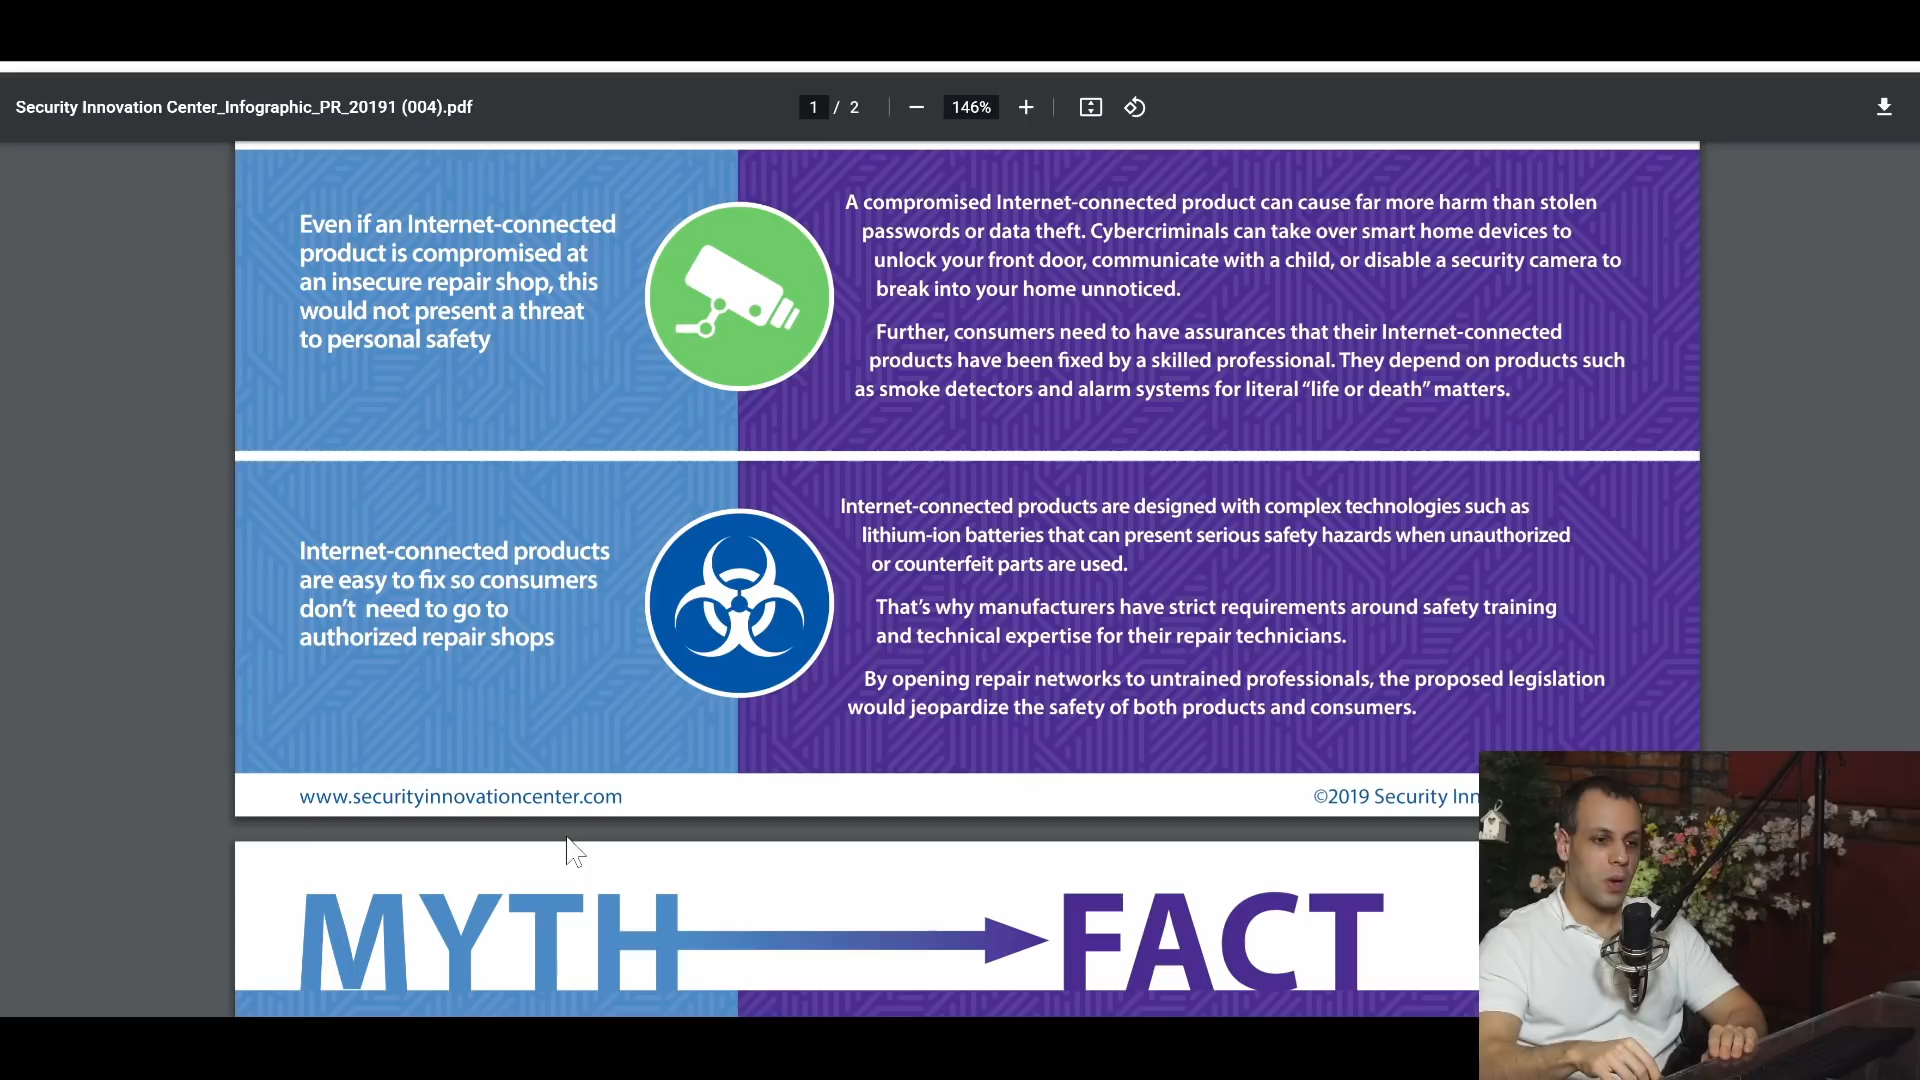 Security Innovation Center_Infographic_PR_20191 (004).pdf
1 / 2
146%
Even if an Internet-connected
product is compromised at
an insecure repair shop, this
would not present a threat
to personal safety
A compromised Internet-connected product can cause far more harm than stolen
passwords or data theft. Cybercriminals can take over smart home devices to
unlock your front door, communicate with a child, or disable a security camera to
break into your home unnoticed.
Further, consumers need to have assurances that their Internet-connected
products have been fixed by a skilled professional. They depend on products such
as smoke detectors and alarm systems for literal “life or death” matters.
Internet-connected products
are easy to fix so consumers
don’t need to go to
authorized repair shops
Internet-connected products are designed with complex technologies such as
lithium-ion batteries that can present serious safety hazards when unauthorized
or counterfeit parts are used.
That’s why manufacturers have strict requirements around safety training
and technical expertise for their repair technicians.
By opening repair networks to untrained professionals, the proposed legislation
would jeopardize the safety of both products and consumers.
www.securityinnovationcenter.com
©2019 Security Inn
MYTH
FACT